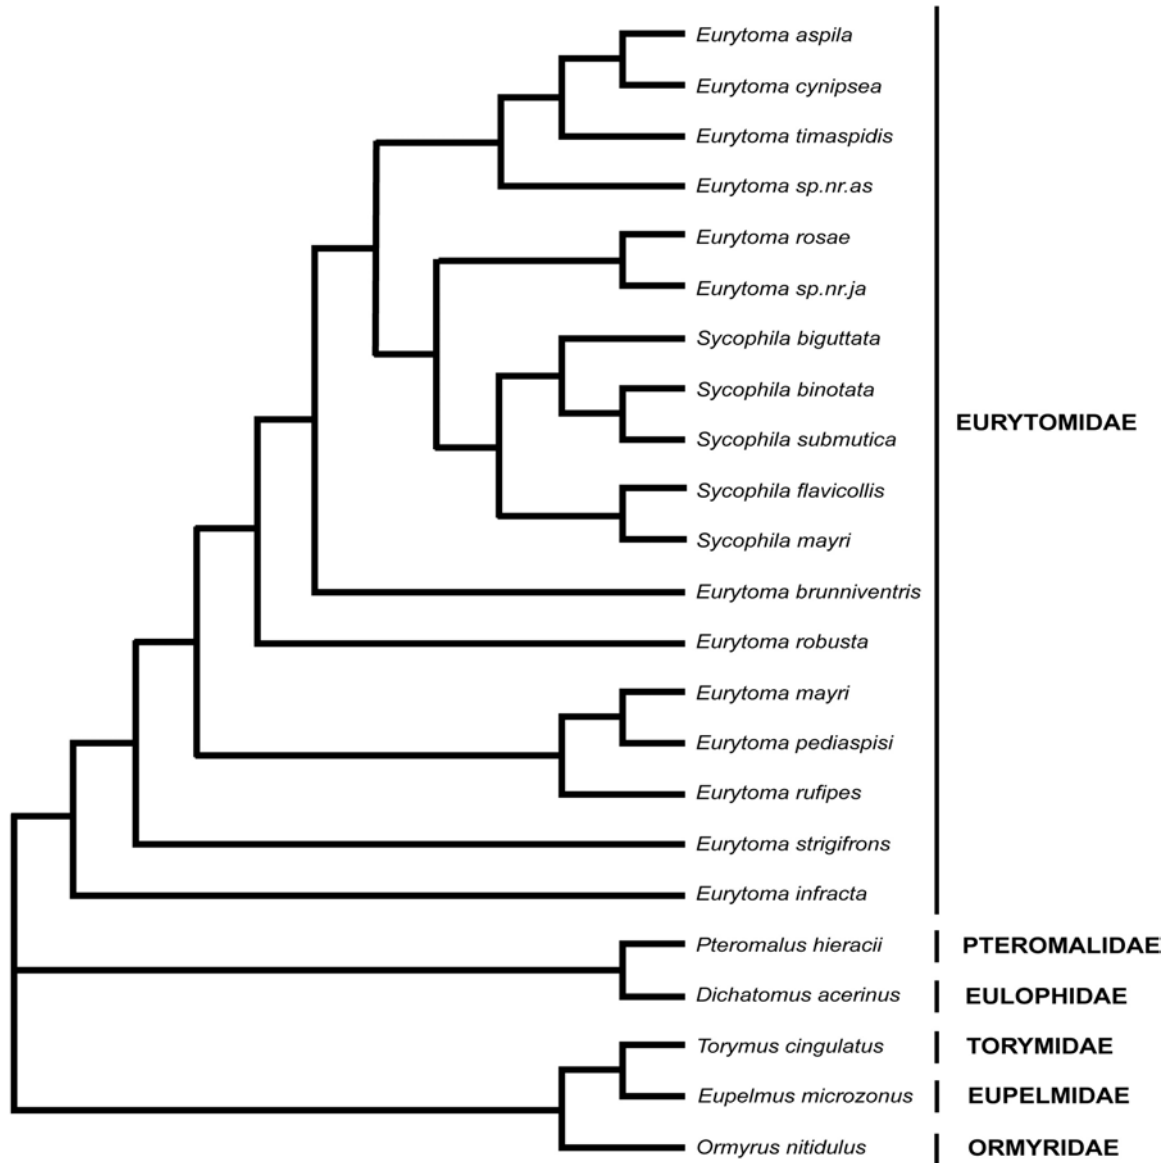 Eurytoma aspila
Eurytoma cynipsea
Eurytoma timaspidis
Eurytoma sp.nr.as
Eurytoma rosae
Eurytoma sp.nr.ja
Sycophila biguttata
Sycophila binotata
EURYTOMIDAE
Sycophila submutica
Sycophila flavicollis
Sycophila mayri
Eurytoma brunniventris
Eurytoma robusta
Eurytoma mayri
Eurytoma pediaspisi
Eurytoma rufipes
Eurytoma strigifrons
Eurytoma infracta
Pteromalus hieracii PTEROMALIDAE
Dichatomus acerinus EULOPHIDAE
Torymus cingulatus TORYMIDAE
Eupelmus microzonus EUPELMIDAE
Ormyrus nitidulus ORMYRIDAE